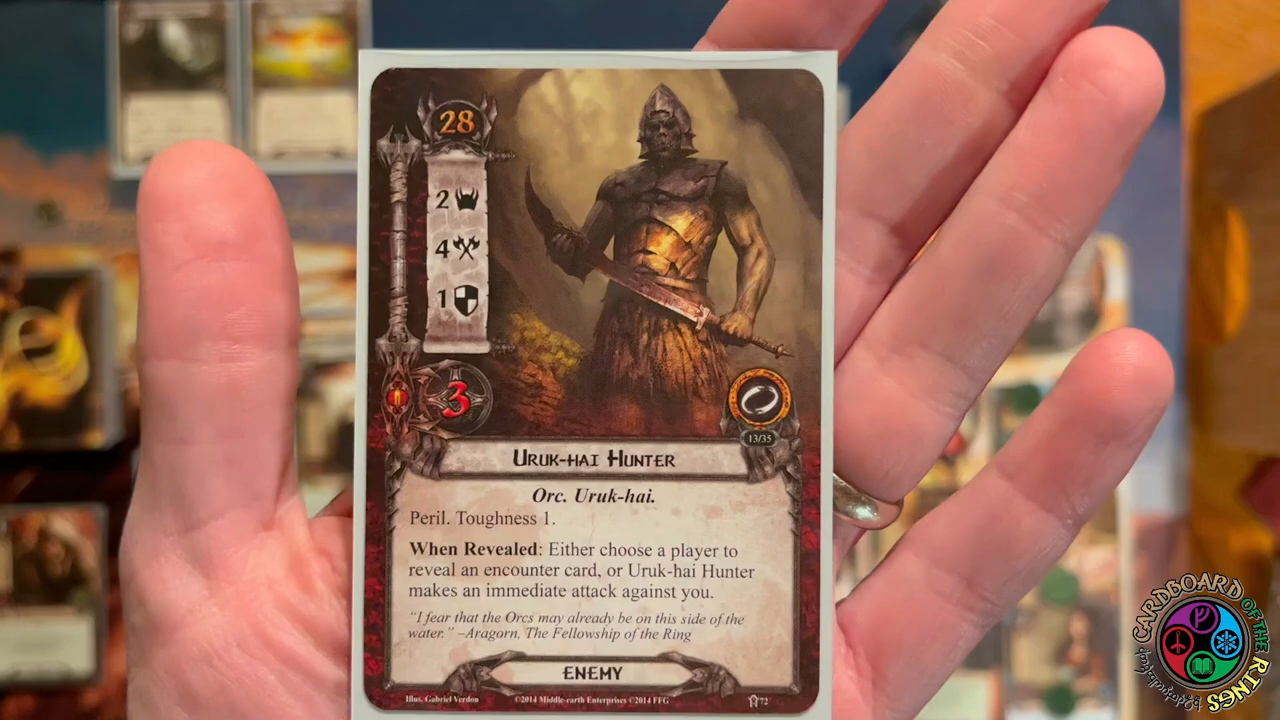 28
2
4
1
3
13/35
Uruk-hai Hunter
Orc. Uruk-hai.
Peril. Toughness 1.
When Revealed: Either choose a player to
reveal an encounter card, or Uruk-hai Hunter
makes an immediate attack against you.
"I fear that the Orcs may already be on this side of the
water." –Aragorn, The Fellowship of the Ring
ENEMY
Illus. Gabriel Verdon ©2014 Middle-earth Enterprises ©2014 FFG 72
CARDBOARD OF THE RINGS